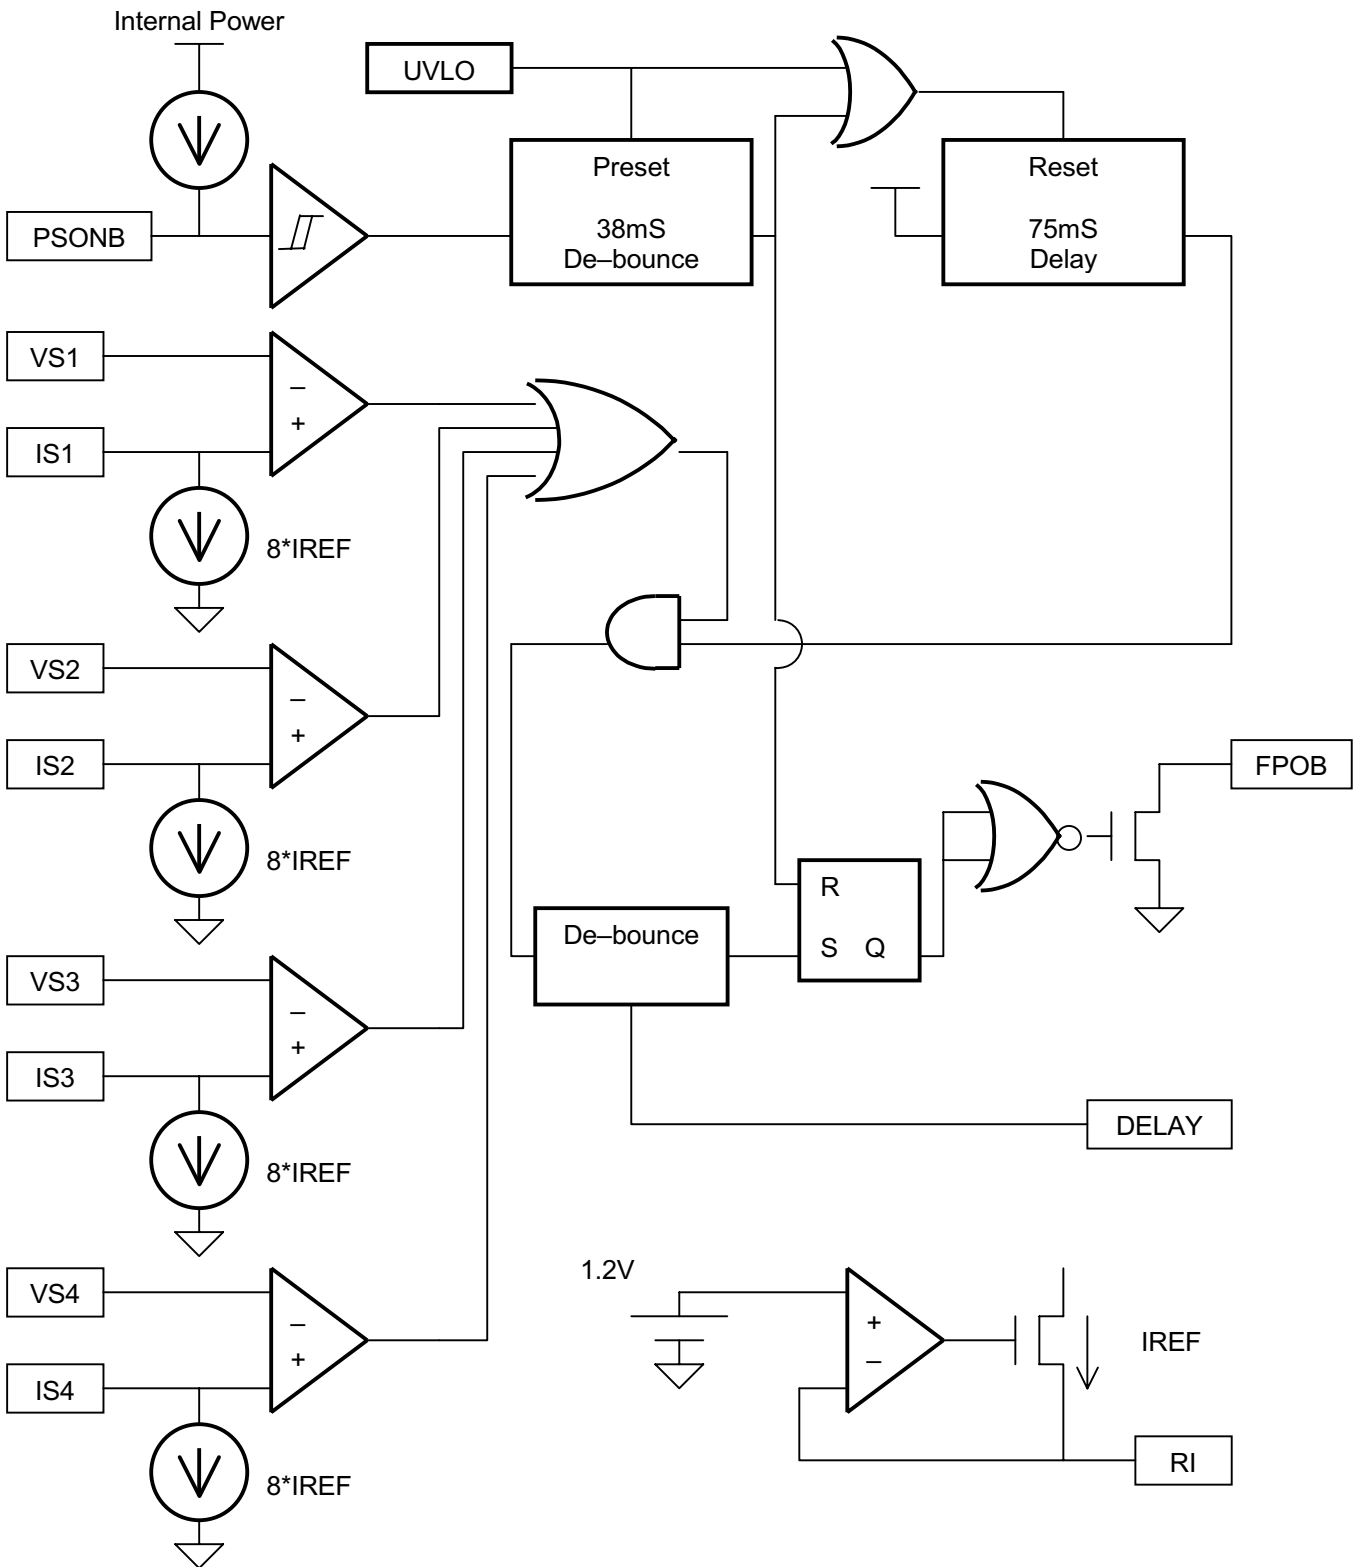 Internal Power
UVLO
Preset
Reset
PSONB
38mS
De–bounce
75mS
Delay
VS1
–
+
IS1
8*IREF
VS2
–
+
IS2
8*IREF
FPOB
R
S Q
De–bounce
VS3
–
+
IS3
8*IREF
DELAY
VS4
–
+
IS4
8*IREF
1.2V
+
–
IREF
RI